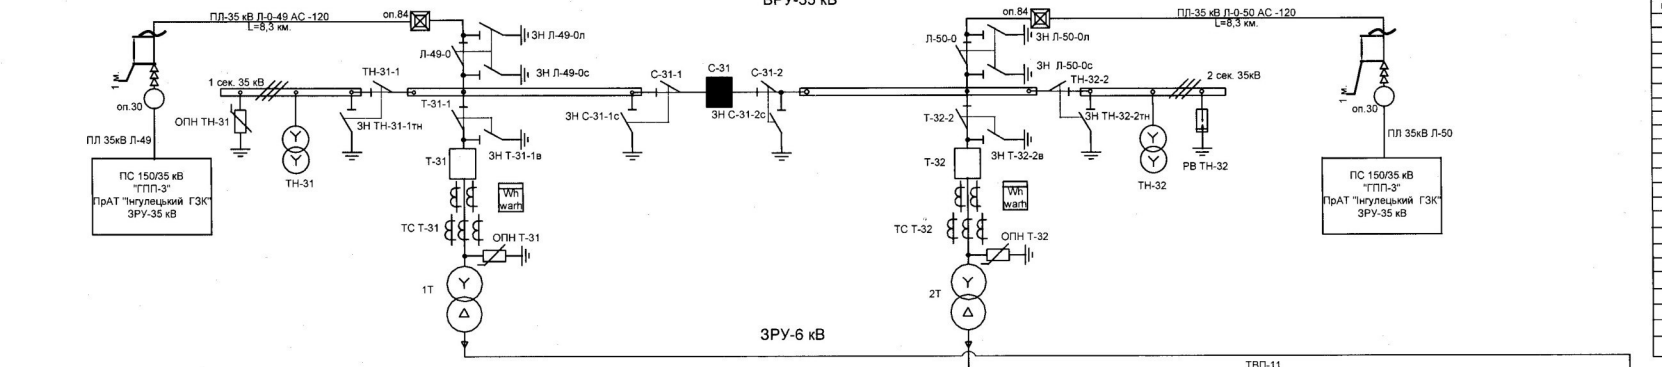 ВРУ-35 кВ
ПЛ-35 кВ Л-0-49 АС -120
L=8,3 км.
оп.84
ЗН Л-49-0л
Л-49-0
ЗН Л-49-0с
1 м.
оп.30
ПЛ 35кВ Л-49
ПС 150/35 кВ
"ГПП-3"
ПрАТ "Інгулецький ГЗК"
ЗРУ-35 кВ
1 сек. 35 кВ
ТН-31-1
ОПН ТН-31
ТН-31
ЗН ТН-31-1тн
Т-31-1
ЗН Т-31-1в
Т-31
Wh
warh
ТС Т-31
ОПН Т-31
1Т
С-31-1
С-31
С-31-2
ЗН С-31-1с
ЗН С-31-2с
оп.84
ПЛ-35 кВ Л-0-50 АС -120
L=8,3 км.
ЗН Л-50-0л
Л-50-0
ЗН Л-50-0с
ТН-32-2
2 сек. 35кВ
Т-32-2
ЗН Т-32-2в
ЗН ТН-32-2тн
ТН-32
РВ ТН-32
Т-32
Wh
warh
ТС Т-32
ОПН Т-32
2Т
1 м.
оп.30
ПЛ 35кВ Л-50
ПС 150/35 кВ
"ГПП-3"
ПрАТ "Інгулецький ГЗК"
ЗРУ-35 кВ
ЗРУ-6 кВ
ТВП-11